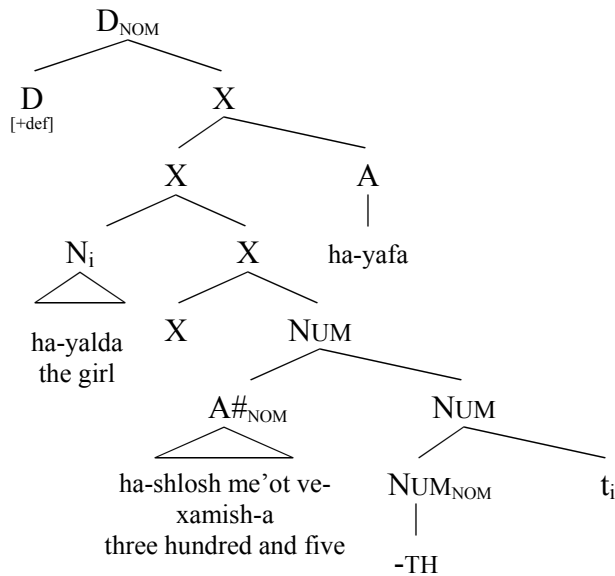 DNOM
D X
[+def]
X A
Ni X ha-yafa
ha-yalda X NUM
the girl
A#NOM NUM
ha-shlosh me’ot ve- NUMNOM ti
xamish-a
three hundred and five
-TH